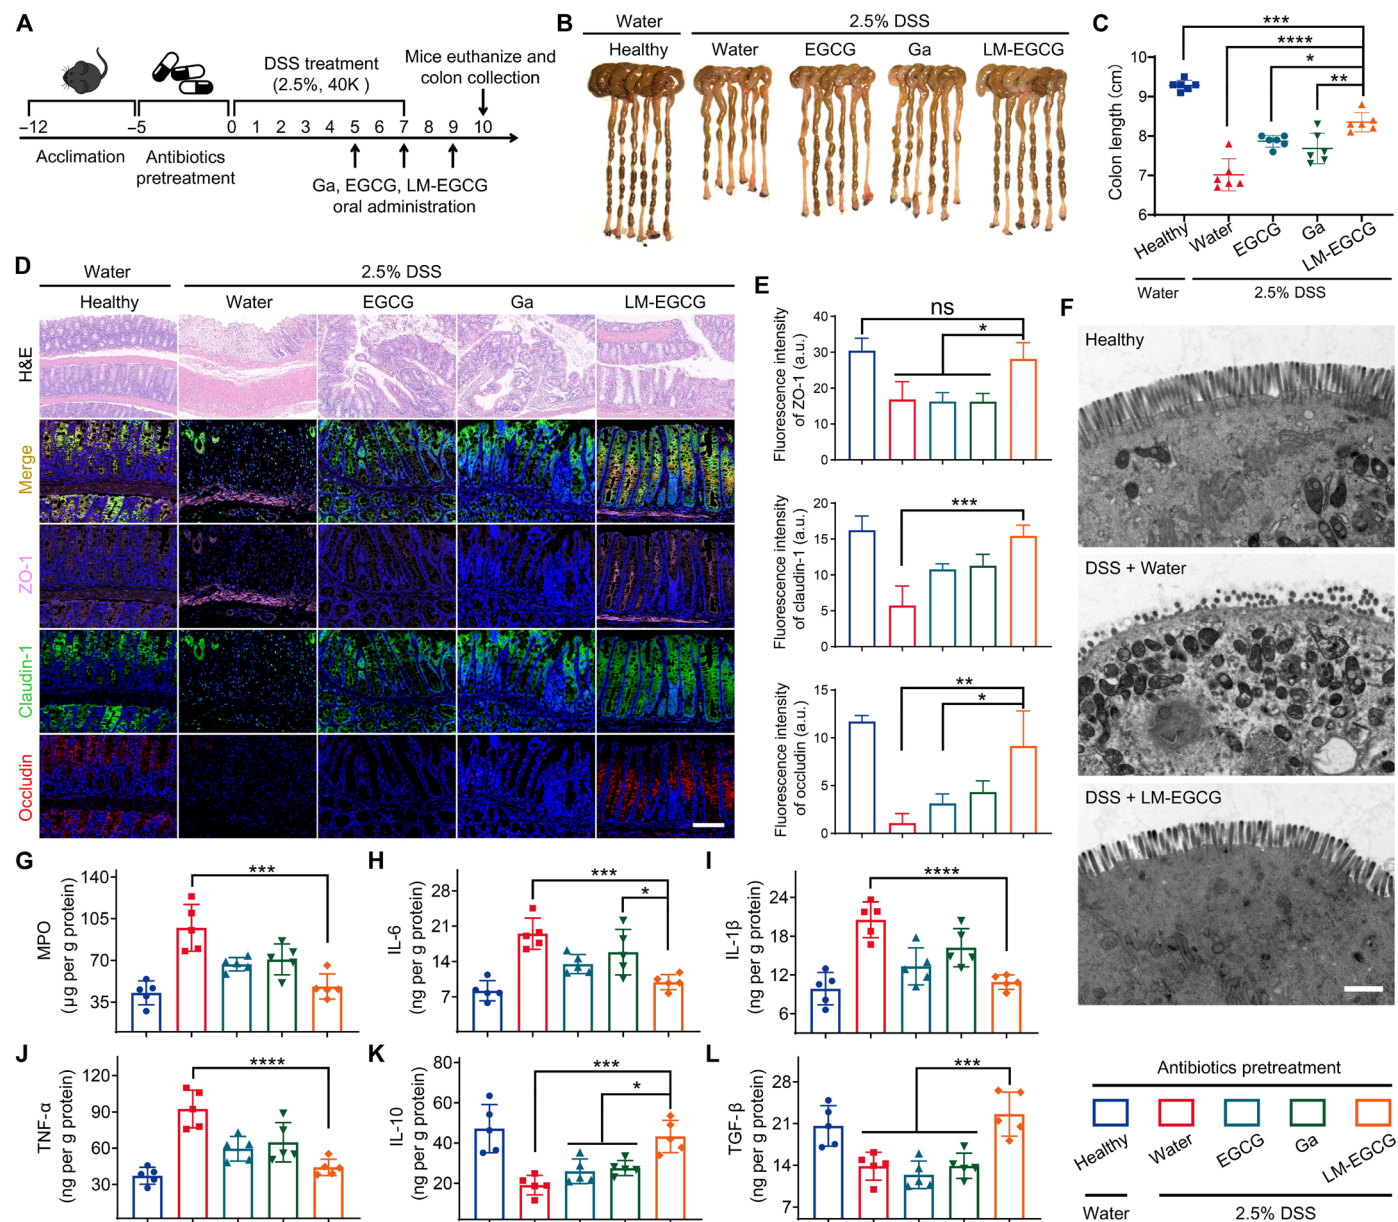 A
DSS treatment
(2.5%, 40K )
Mice euthanize and
colon collection
−12
−5
0 1 2 3 4 5 6 7 8 9 10
Acclimation
Antibiotics
pretreatment
Ga, EGCG, LM-EGCG
oral administration
B
Water
2.5% DSS
Healthy Water EGCG Ga LM-EGCG
C
***
****
*
**
Colon length (cm)
10
9
8
7
6
Healthy Water EGCG Ga LM-EGCG
Water 2.5% DSS
D
Water 2.5% DSS
Healthy Water EGCG Ga LM-EGCG
H&E
Merge
ZO-1
Claudin-1
Occludin
E
ns
*
Fluorescence intensity
of ZO-1 (a.u.)
40
30
20
10
0
***
Fluorescence intensity
of claudin-1 (a.u.)
20
15
10
5
0
**
*
Fluorescence intensity
of occludin (a.u.)
15
10
5
0
F
Healthy
DSS + Water
DSS + LM-EGCG
G
***
MPO
(μg per g protein)
140
105
70
35
H
***
*
IL-6
(ng per g protein)
28
21
14
7
I
****
IL-1β
(ng per g protein)
24
18
12
6
J
****
TNF-α
(ng per g protein)
120
90
60
30
K
***
*
IL-10
(ng per g protein)
80
60
40
20
L
***
TGF-β
(ng per g protein)
28
21
14
7
Antibiotics pretreatment
Healthy Water EGCG Ga LM-EGCG
Water 2.5% DSS